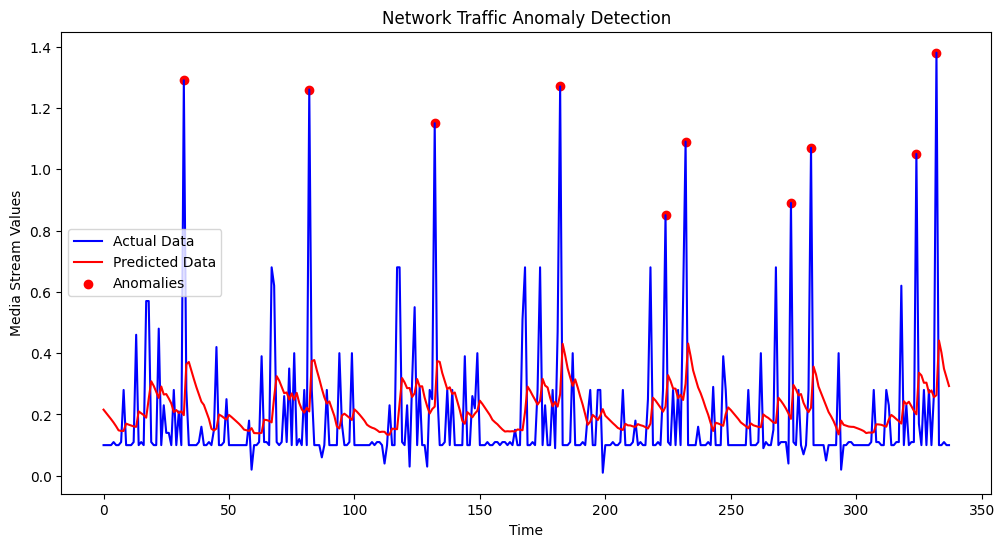 Network Traffic Anomaly Detection
Media Stream Values
1.4
1.2
1.0
0.8
0.6
0.4
0.2
0.0
Actual Data
Predicted Data
Anomalies
0 50 100 150 200 250 300 350
Time